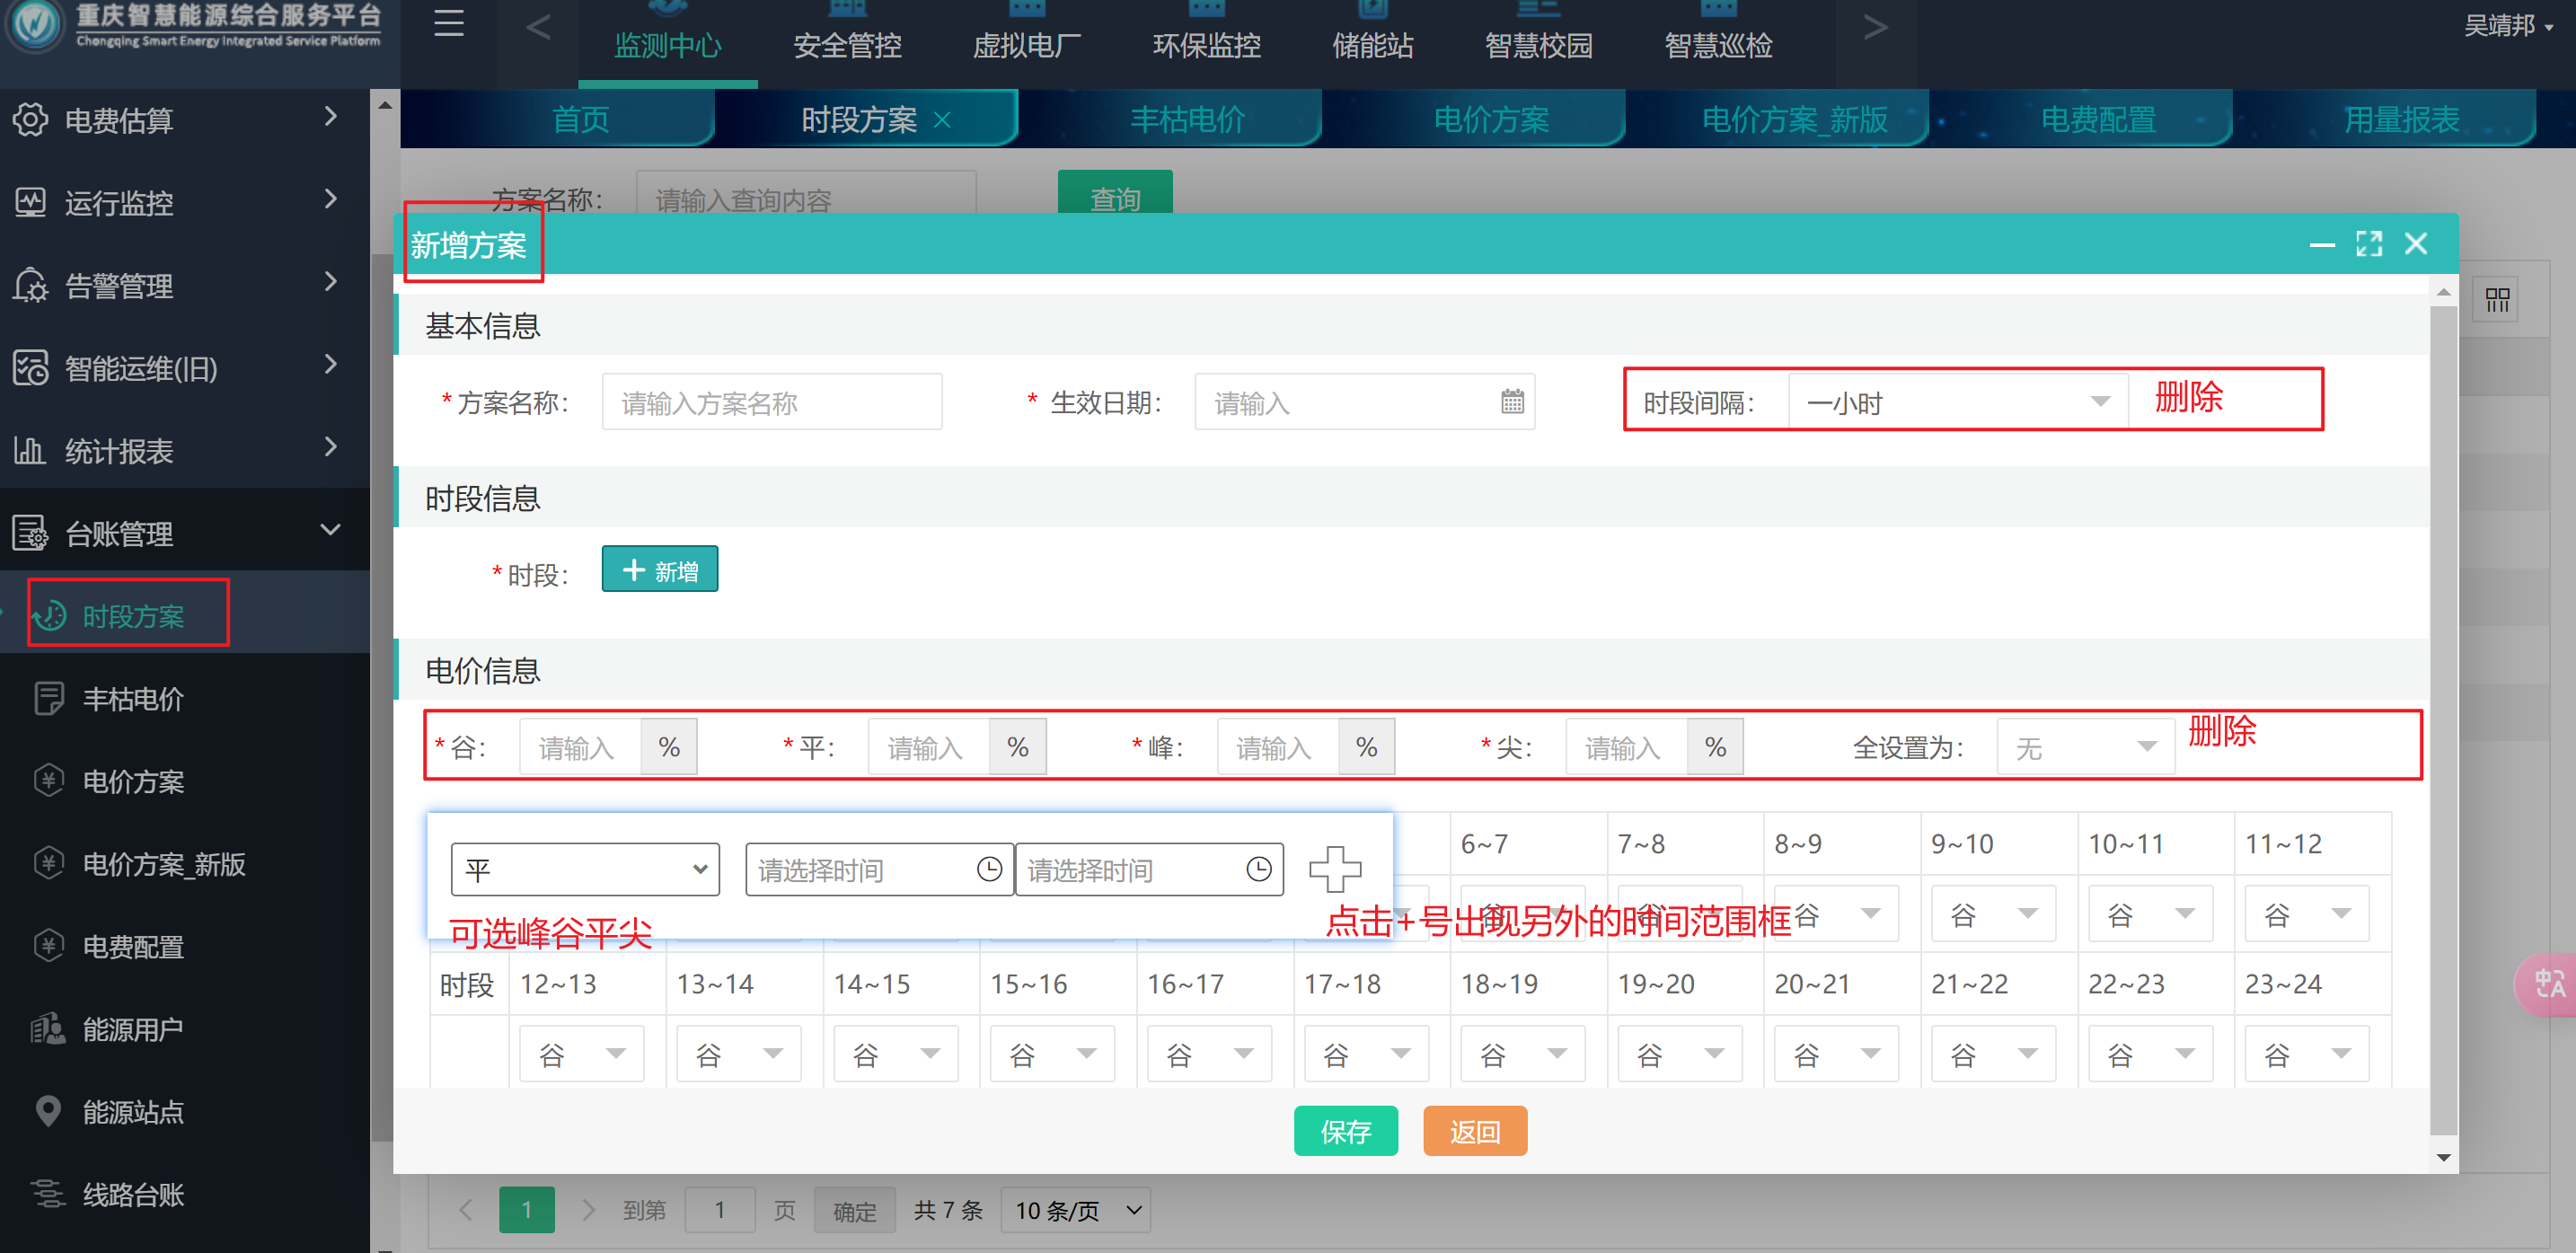 重庆智慧能源综合服务平台
Chongqing Smart Energy Integrated Service Platform
监测中心 安全管控 虚拟电厂 环保监控 储能站 智慧校园 智慧巡检
吴靖邦
首页 时段方案 丰枯电价 电价方案 电价方案_新版 电费配置 用量报表
电费估算
运行监控
告警管理
智能运维(旧)
统计报表
台账管理
时段方案
丰枯电价
电价方案
电价方案_新版
电费配置
能源用户
能源站点
线路台账
方案名称: 请输入查询内容 查询
新增方案
基本信息
*方案名称: 请输入方案名称 * 生效日期: 请输入 时段间隔: 一小时 删除
时段信息
*时段: + 新增
电价信息
*谷: 请输入 % *平: 请输入 % *峰: 请输入 % *尖: 请输入 % 全设置为: 无 删除
6~7 7~8 8~9 9~10 10~11 11~12
平 请选择时间 请选择时间
谷 谷 谷 谷 谷 谷
可选峰谷平尖 点击+号出现另外的时间范围框
时段 12~13 13~14 14~15 15~16 16~17 17~18 18~19 19~20 20~21 21~22 22~23 23~24
谷 谷 谷 谷 谷 谷 谷 谷 谷 谷 谷 谷
保存 返回
1 到第 1 页 确定 共 7 条 10 条/页
中A